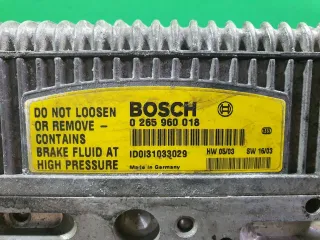 DO NOT LOOSEN
OR REMOVE –
CONTAINS
BRAKE FLUID AT
HIGH PRESSURE
BOSCH
0 265 960 018
ID0I31033029
HW 05/03 SW 16/03
Made in Germany